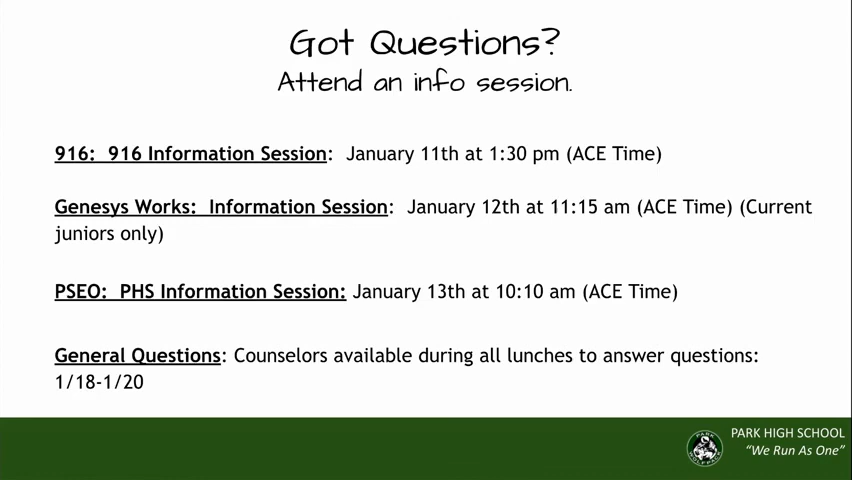 Got Questions?
Attend an info session.
916:  916 Information Session:  January 11th at 1:30 pm (ACE Time)
Genesys Works:  Information Session:  January 12th at 11:15 am (ACE Time) (Current
juniors only)
PSEO:  PHS Information Session: January 13th at 10:10 am (ACE Time)
General Questions: Counselors available during all lunches to answer questions:
1/18-1/20
PARK HIGH SCHOOL
“We Run As One”
PARK
WOLFPACK